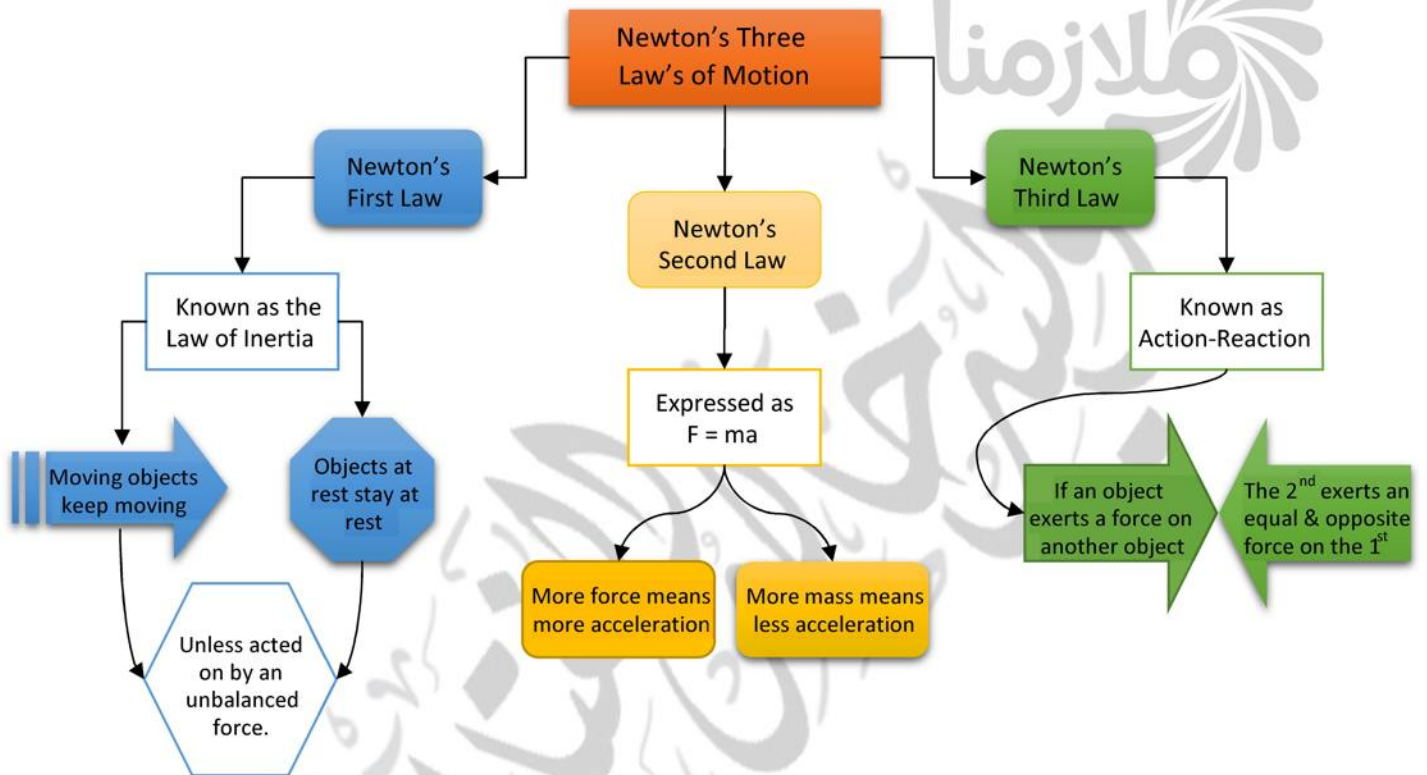 Newton's Three
Law's of Motion
ملازمنا
Newton's
First Law
Newton's
Second Law
Newton's
Third Law
Known as the
Law of Inertia
Expressed as
F = ma
Known as
Action-Reaction
Moving objects
keep moving
Objects at
rest stay at
rest
Unless acted
on by an
unbalanced
force.
More force means
more acceleration
More mass means
less acceleration
If an object
exerts a force on
another object
The 2nd exerts an
equal & opposite
force on the 1st